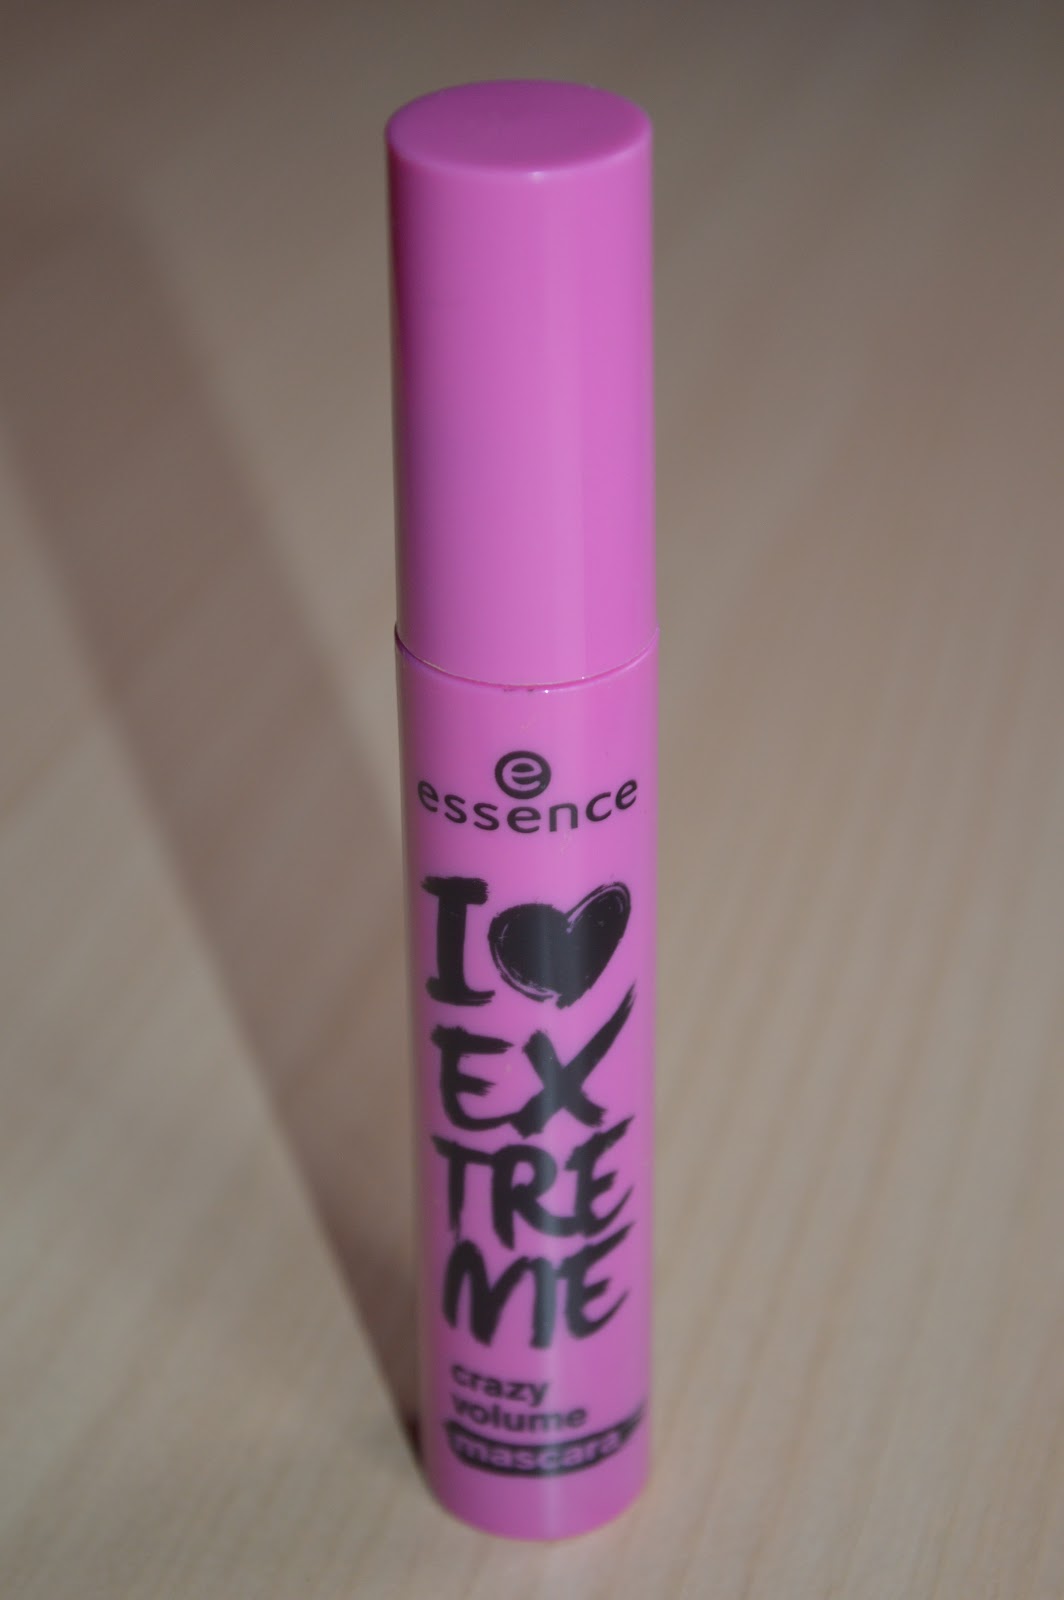 e
essence
I ♥
EX
TRE
ME
crazy
volume
mascara